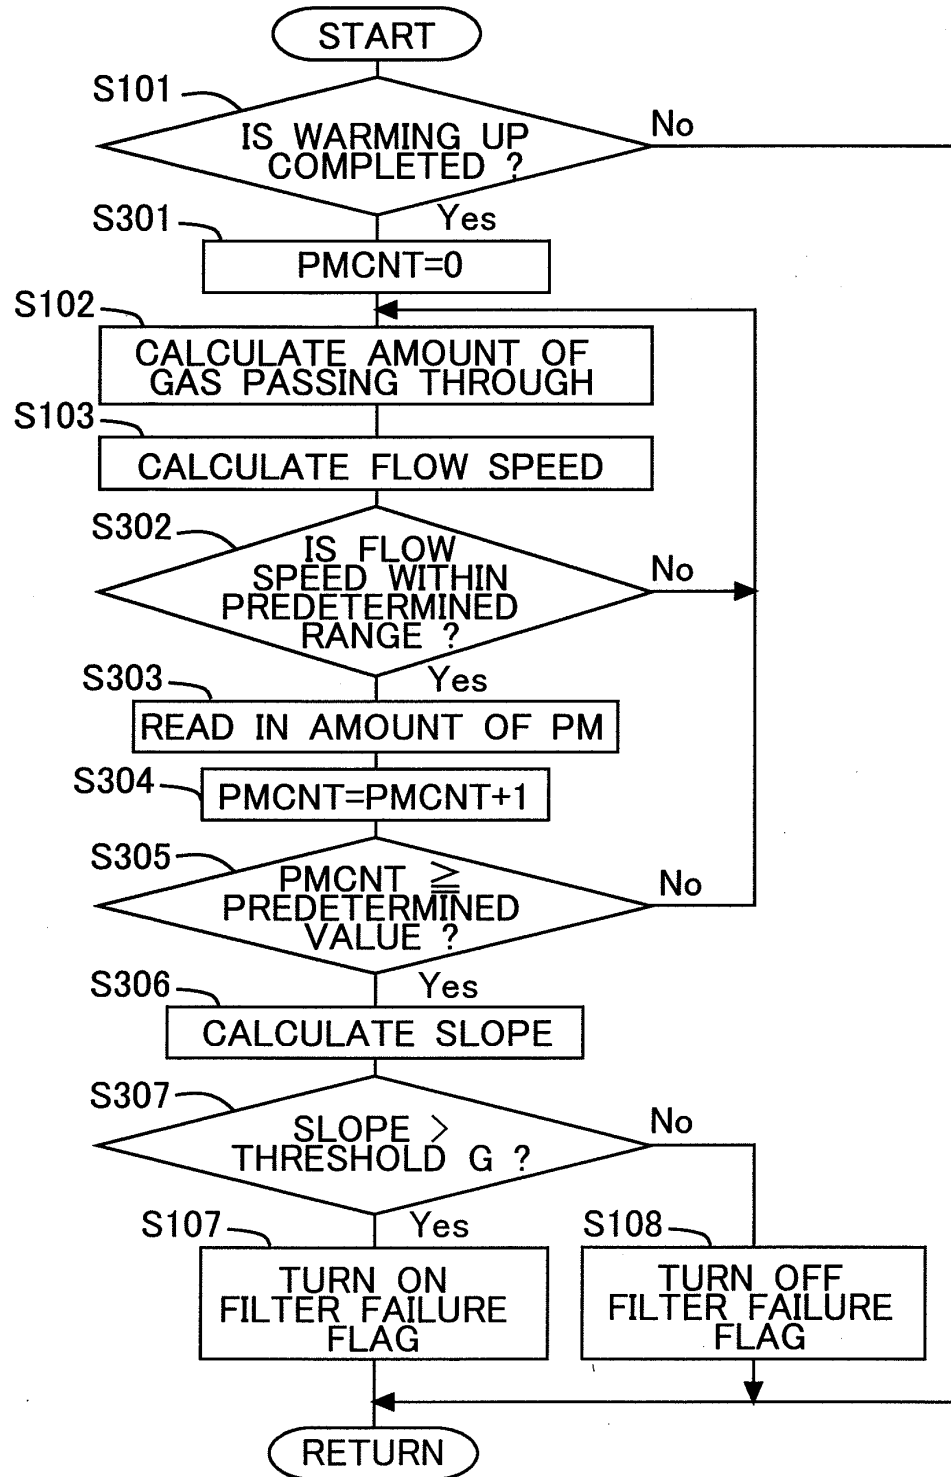 START
S101
IS WARMING UP
COMPLETED ?
No
Yes
S301
PMCNT=0
S102
CALCULATE AMOUNT OF
GAS PASSING THROUGH
S103
CALCULATE FLOW SPEED
S302
IS FLOW
SPEED WITHIN
PREDETERMINED
RANGE ?
No
Yes
S303
READ IN AMOUNT OF PM
S304
PMCNT=PMCNT+1
S305
PMCNT ≧
PREDETERMINED
VALUE ?
No
Yes
S306
CALCULATE SLOPE
S307
SLOPE >
THRESHOLD G ?
No
Yes
S107
TURN ON
FILTER FAILURE
FLAG
S108
TURN OFF
FILTER FAILURE
FLAG
RETURN